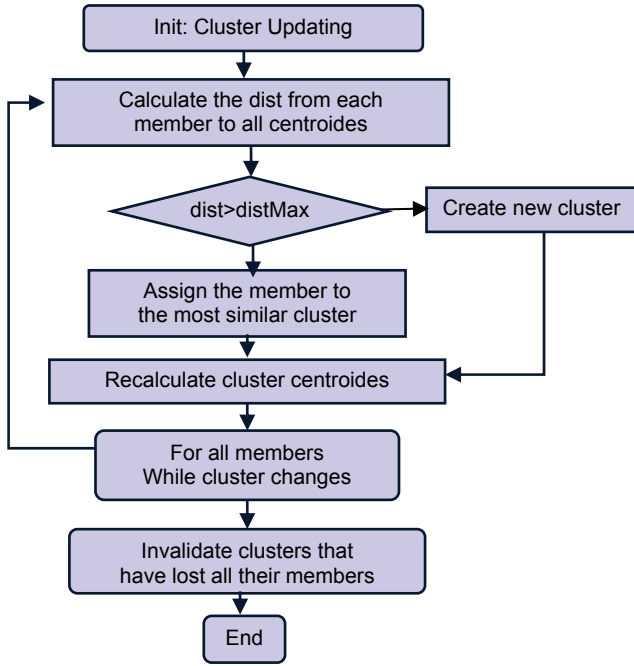 Init: Cluster Updating
Calculate the dist from each
member to all centroides
dist>distMax
Create new cluster
Assign the member to
the most similar cluster
Recalculate cluster centroides
For all members
While cluster changes
Invalidate clusters that
have lost all their members
End